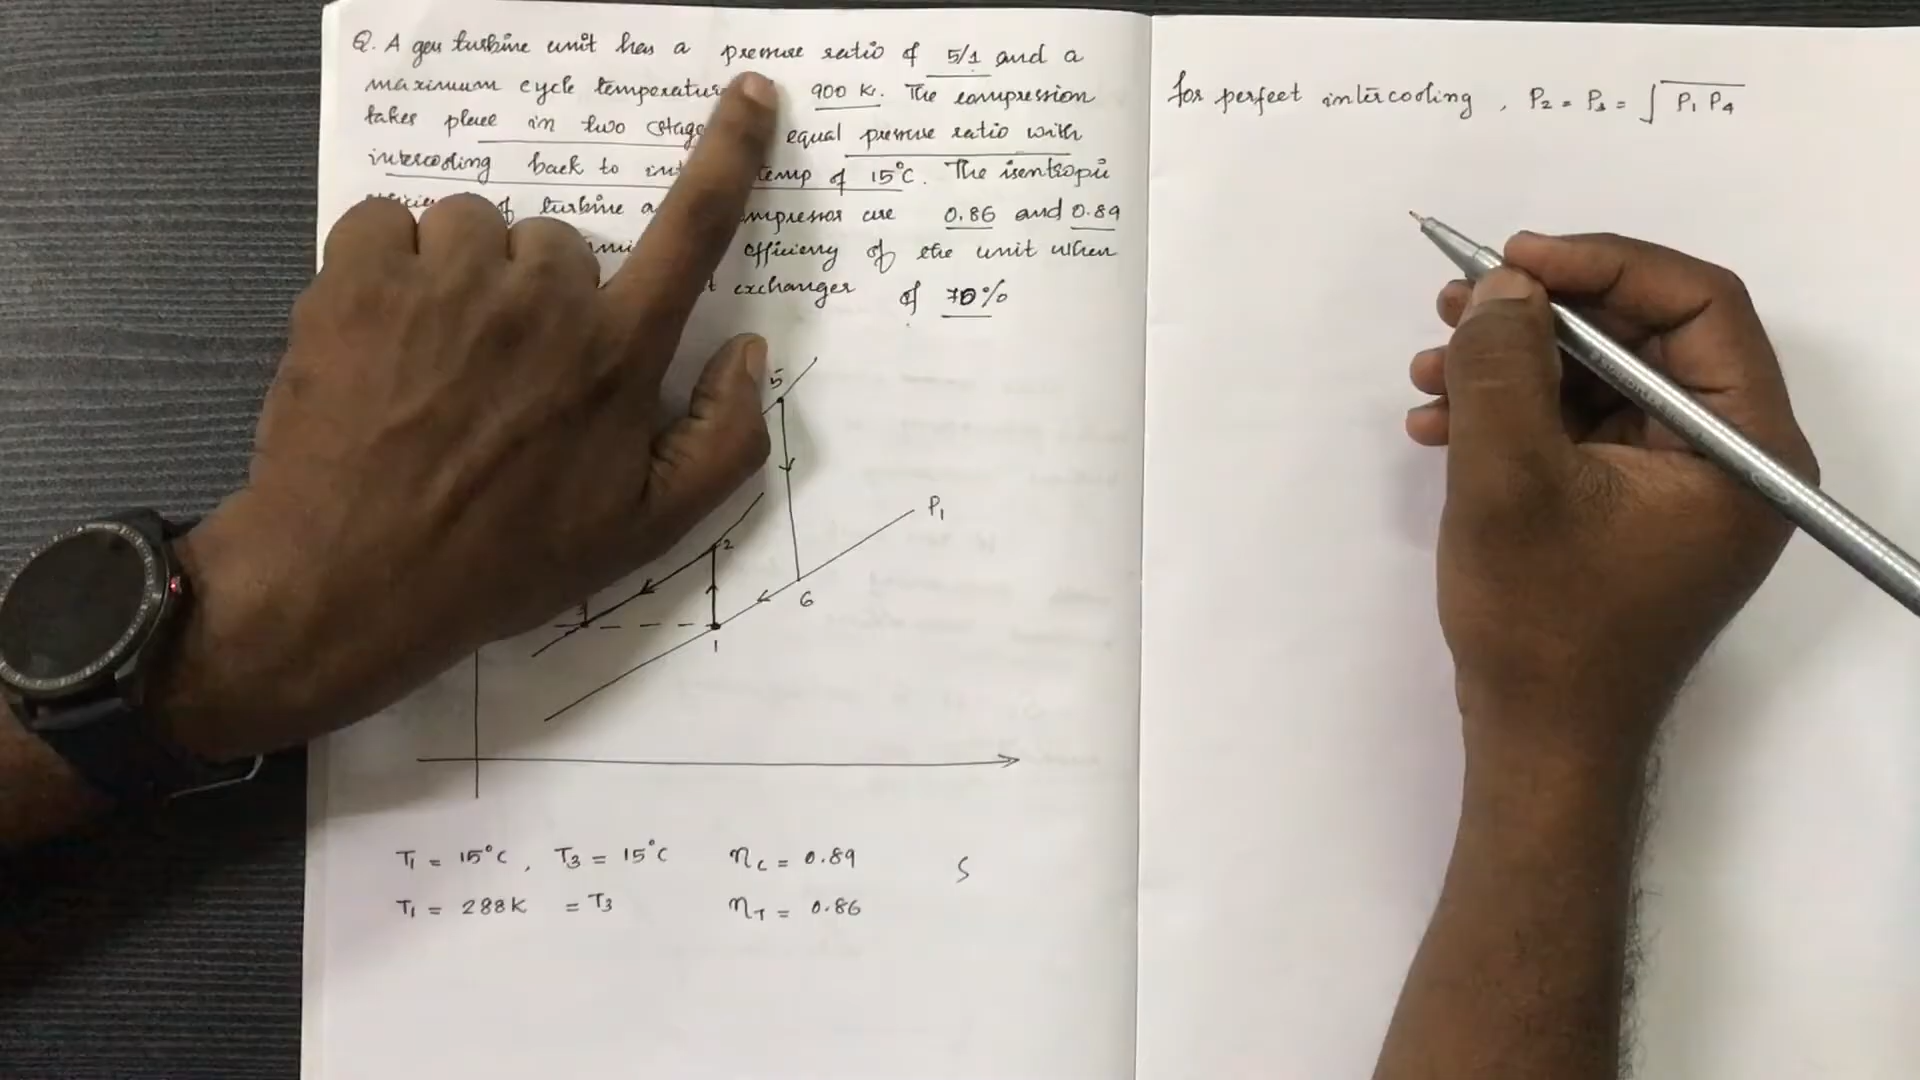 Q. A gas turbine unit has a pressure ratio of 5/1 and a
maximum cycle temperature 900 K. The compression
takes place in two stage equal pressure ratio with
intercooling back to temp of 15°C. The isentropic
of turbine are 0.86 and 0.89
efficiency of the unit when
exchanger of 70%
5
P₁
2
6
3
1
T₁ = 15°C, T₃ = 15°C η_C = 0.89 S
T₁ = 288K = T₃ η_T = 0.86
for perfect intercooling, P₂ = P₃ = √P₁ P₄